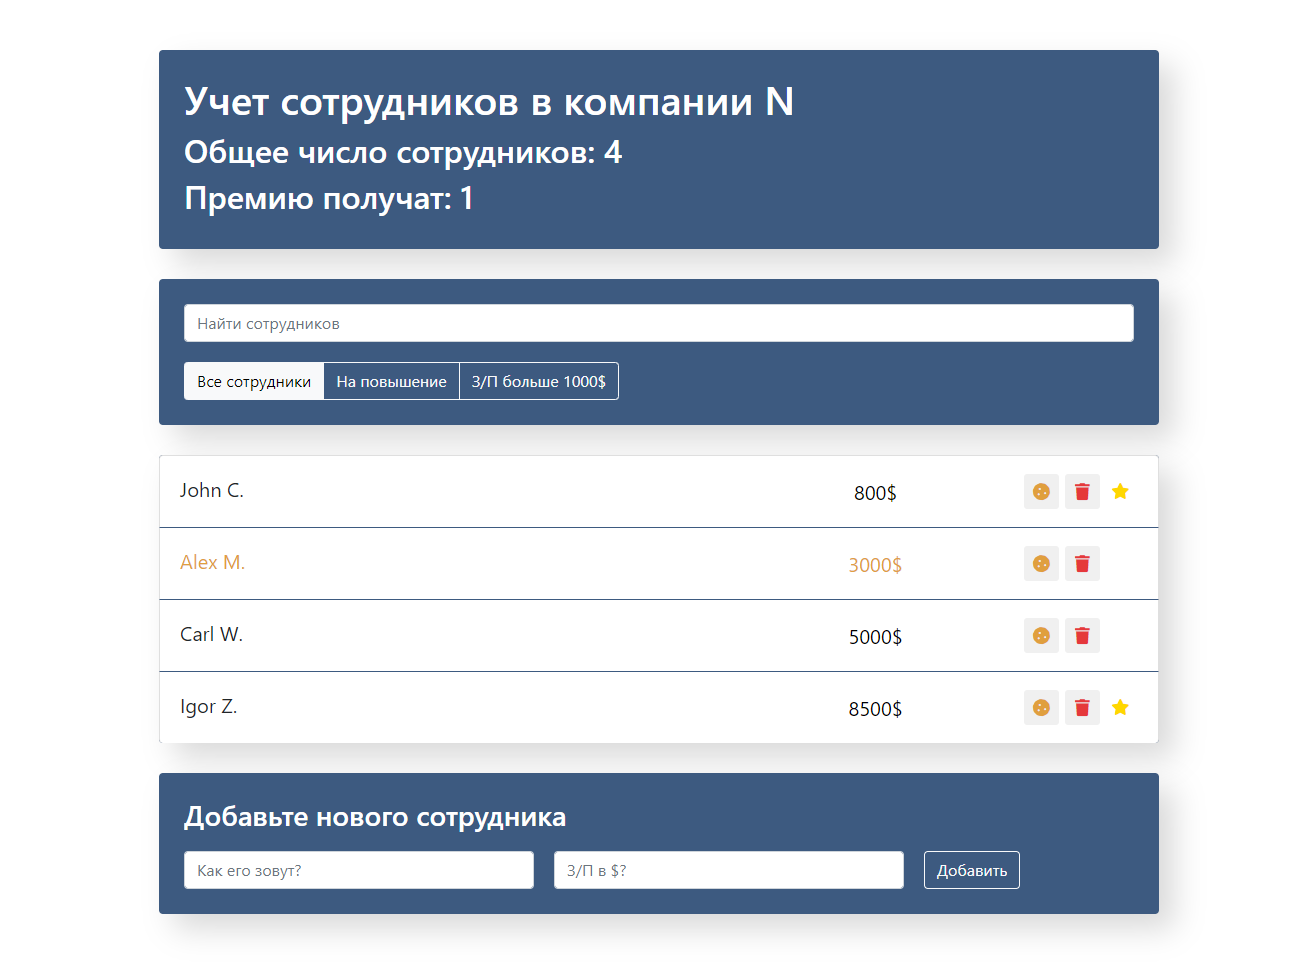 Учет сотрудников в компании N
Общее число сотрудников: 4
Премию получат: 1
Найти сотрудников
Все сотрудники На повышение З/П больше 1000$
John C. 800$
Alex M. 3000$
Carl W. 5000$
Igor Z. 8500$
Добавьте нового сотрудника
Как его зовут? З/П в $? Добавить